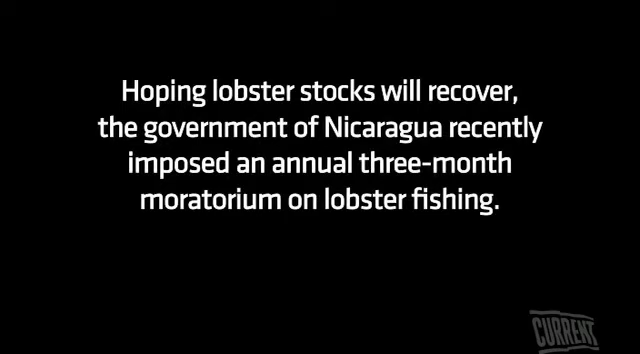 Hoping lobster stocks will recover,
the government of Nicaragua recently
imposed an annual three-month
moratorium on lobster fishing.
CURRENT